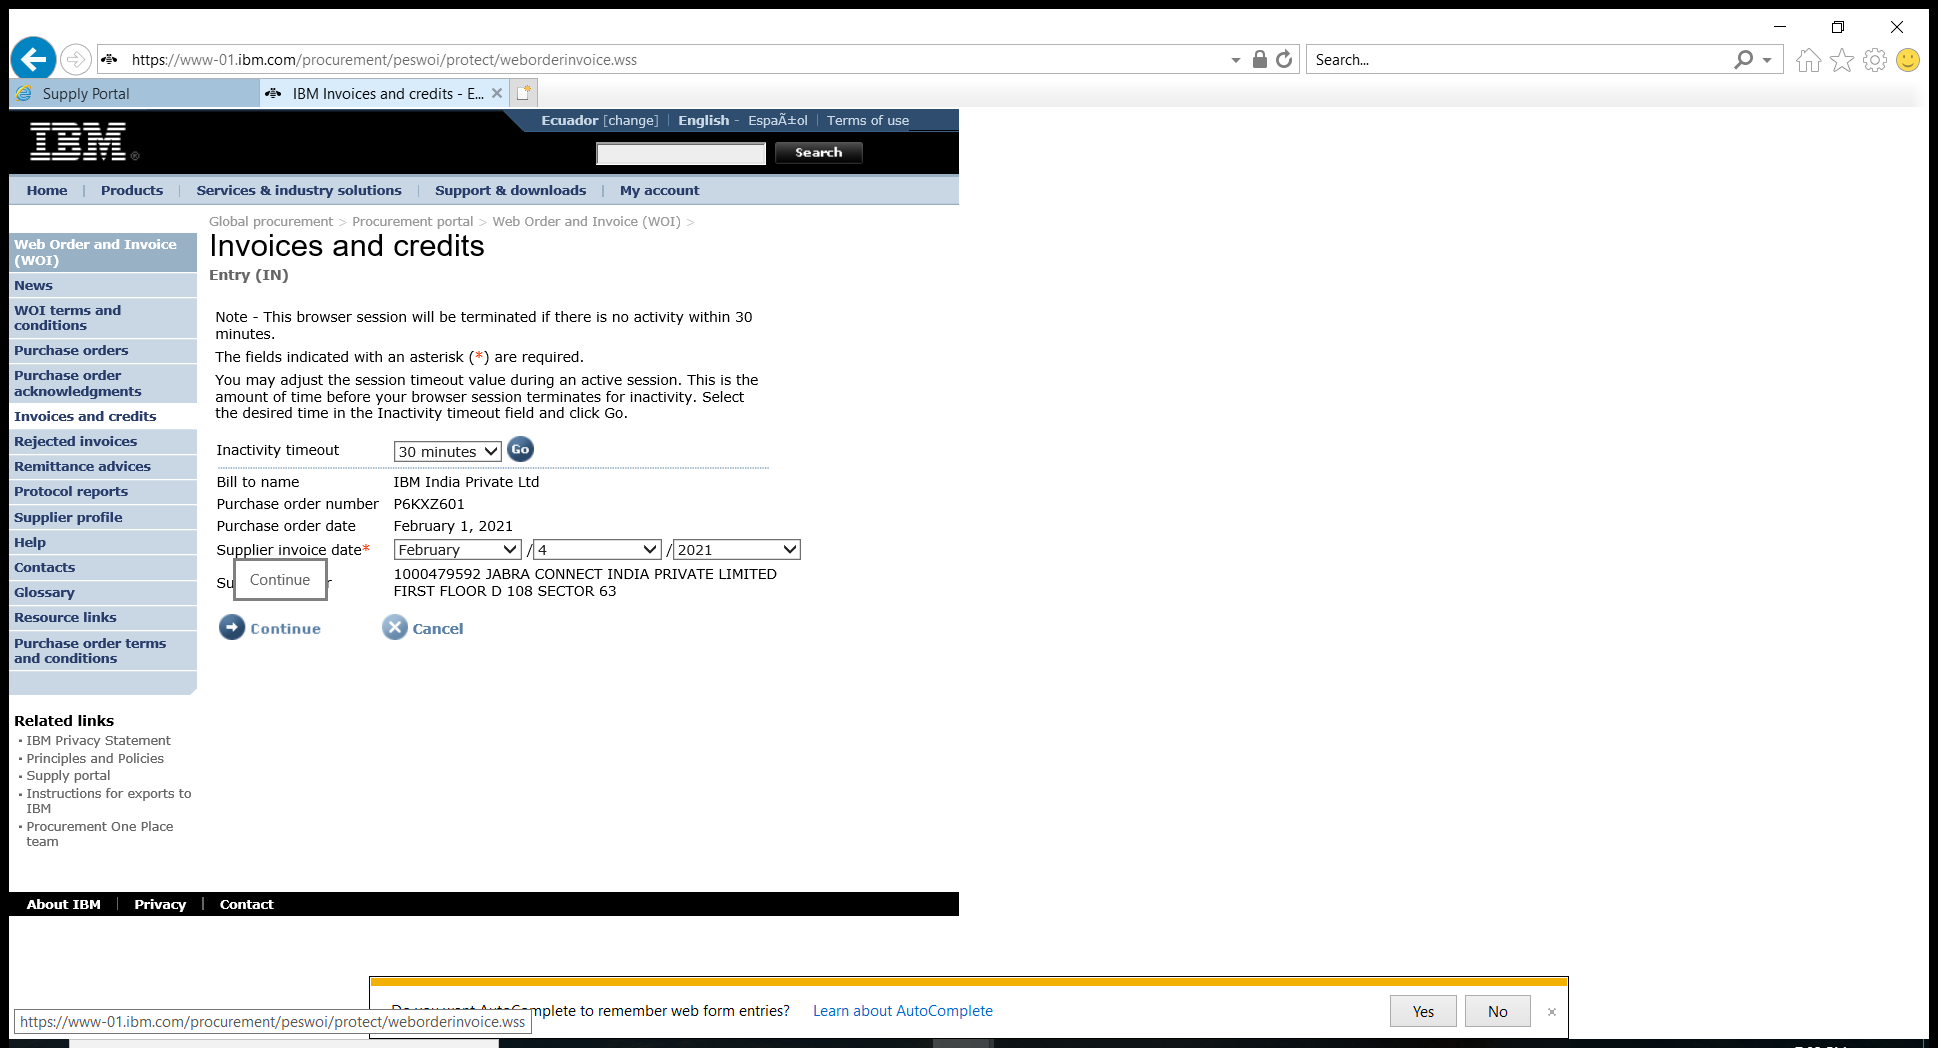 https://www-01.ibm.com/procurement/peswoi/protect/weborderinvoice.wss
Search...
Supply Portal
IBM Invoices and credits - E...
IBM
Ecuador [change]
English - EspaÃ±ol
Terms of use
Search
Home
Products
Services & industry solutions
Support & downloads
My account
Global procurement > Procurement portal > Web Order and Invoice (WOI) >
Invoices and credits
Entry (IN)
Web Order and Invoice
(WOI)
News
WOI terms and
conditions
Purchase orders
Purchase order
acknowledgments
Invoices and credits
Rejected invoices
Remittance advices
Protocol reports
Supplier profile
Help
Contacts
Glossary
Resource links
Purchase order terms
and conditions
Note - This browser session will be terminated if there is no activity within 30
minutes.
The fields indicated with an asterisk (*) are required.
You may adjust the session timeout value during an active session. This is the
amount of time before your browser session terminates for inactivity. Select
the desired time in the Inactivity timeout field and click Go.
Inactivity timeout 30 minutes Go
Bill to name IBM India Private Ltd
Purchase order number P6KXZ601
Purchase order date February 1, 2021
Supplier invoice date* February / 4 / 2021
1000479592 JABRA CONNECT INDIA PRIVATE LIMITED
FIRST FLOOR D 108 SECTOR 63
Continue
Continue
Cancel
Related links
IBM Privacy Statement
Principles and Policies
Supply portal
Instructions for exports to
IBM
Procurement One Place
team
About IBM
Privacy
Contact
Do you want AutoComplete to remember web form entries? Learn about AutoComplete
Yes
No
https://www-01.ibm.com/procurement/peswoi/protect/weborderinvoice.wss